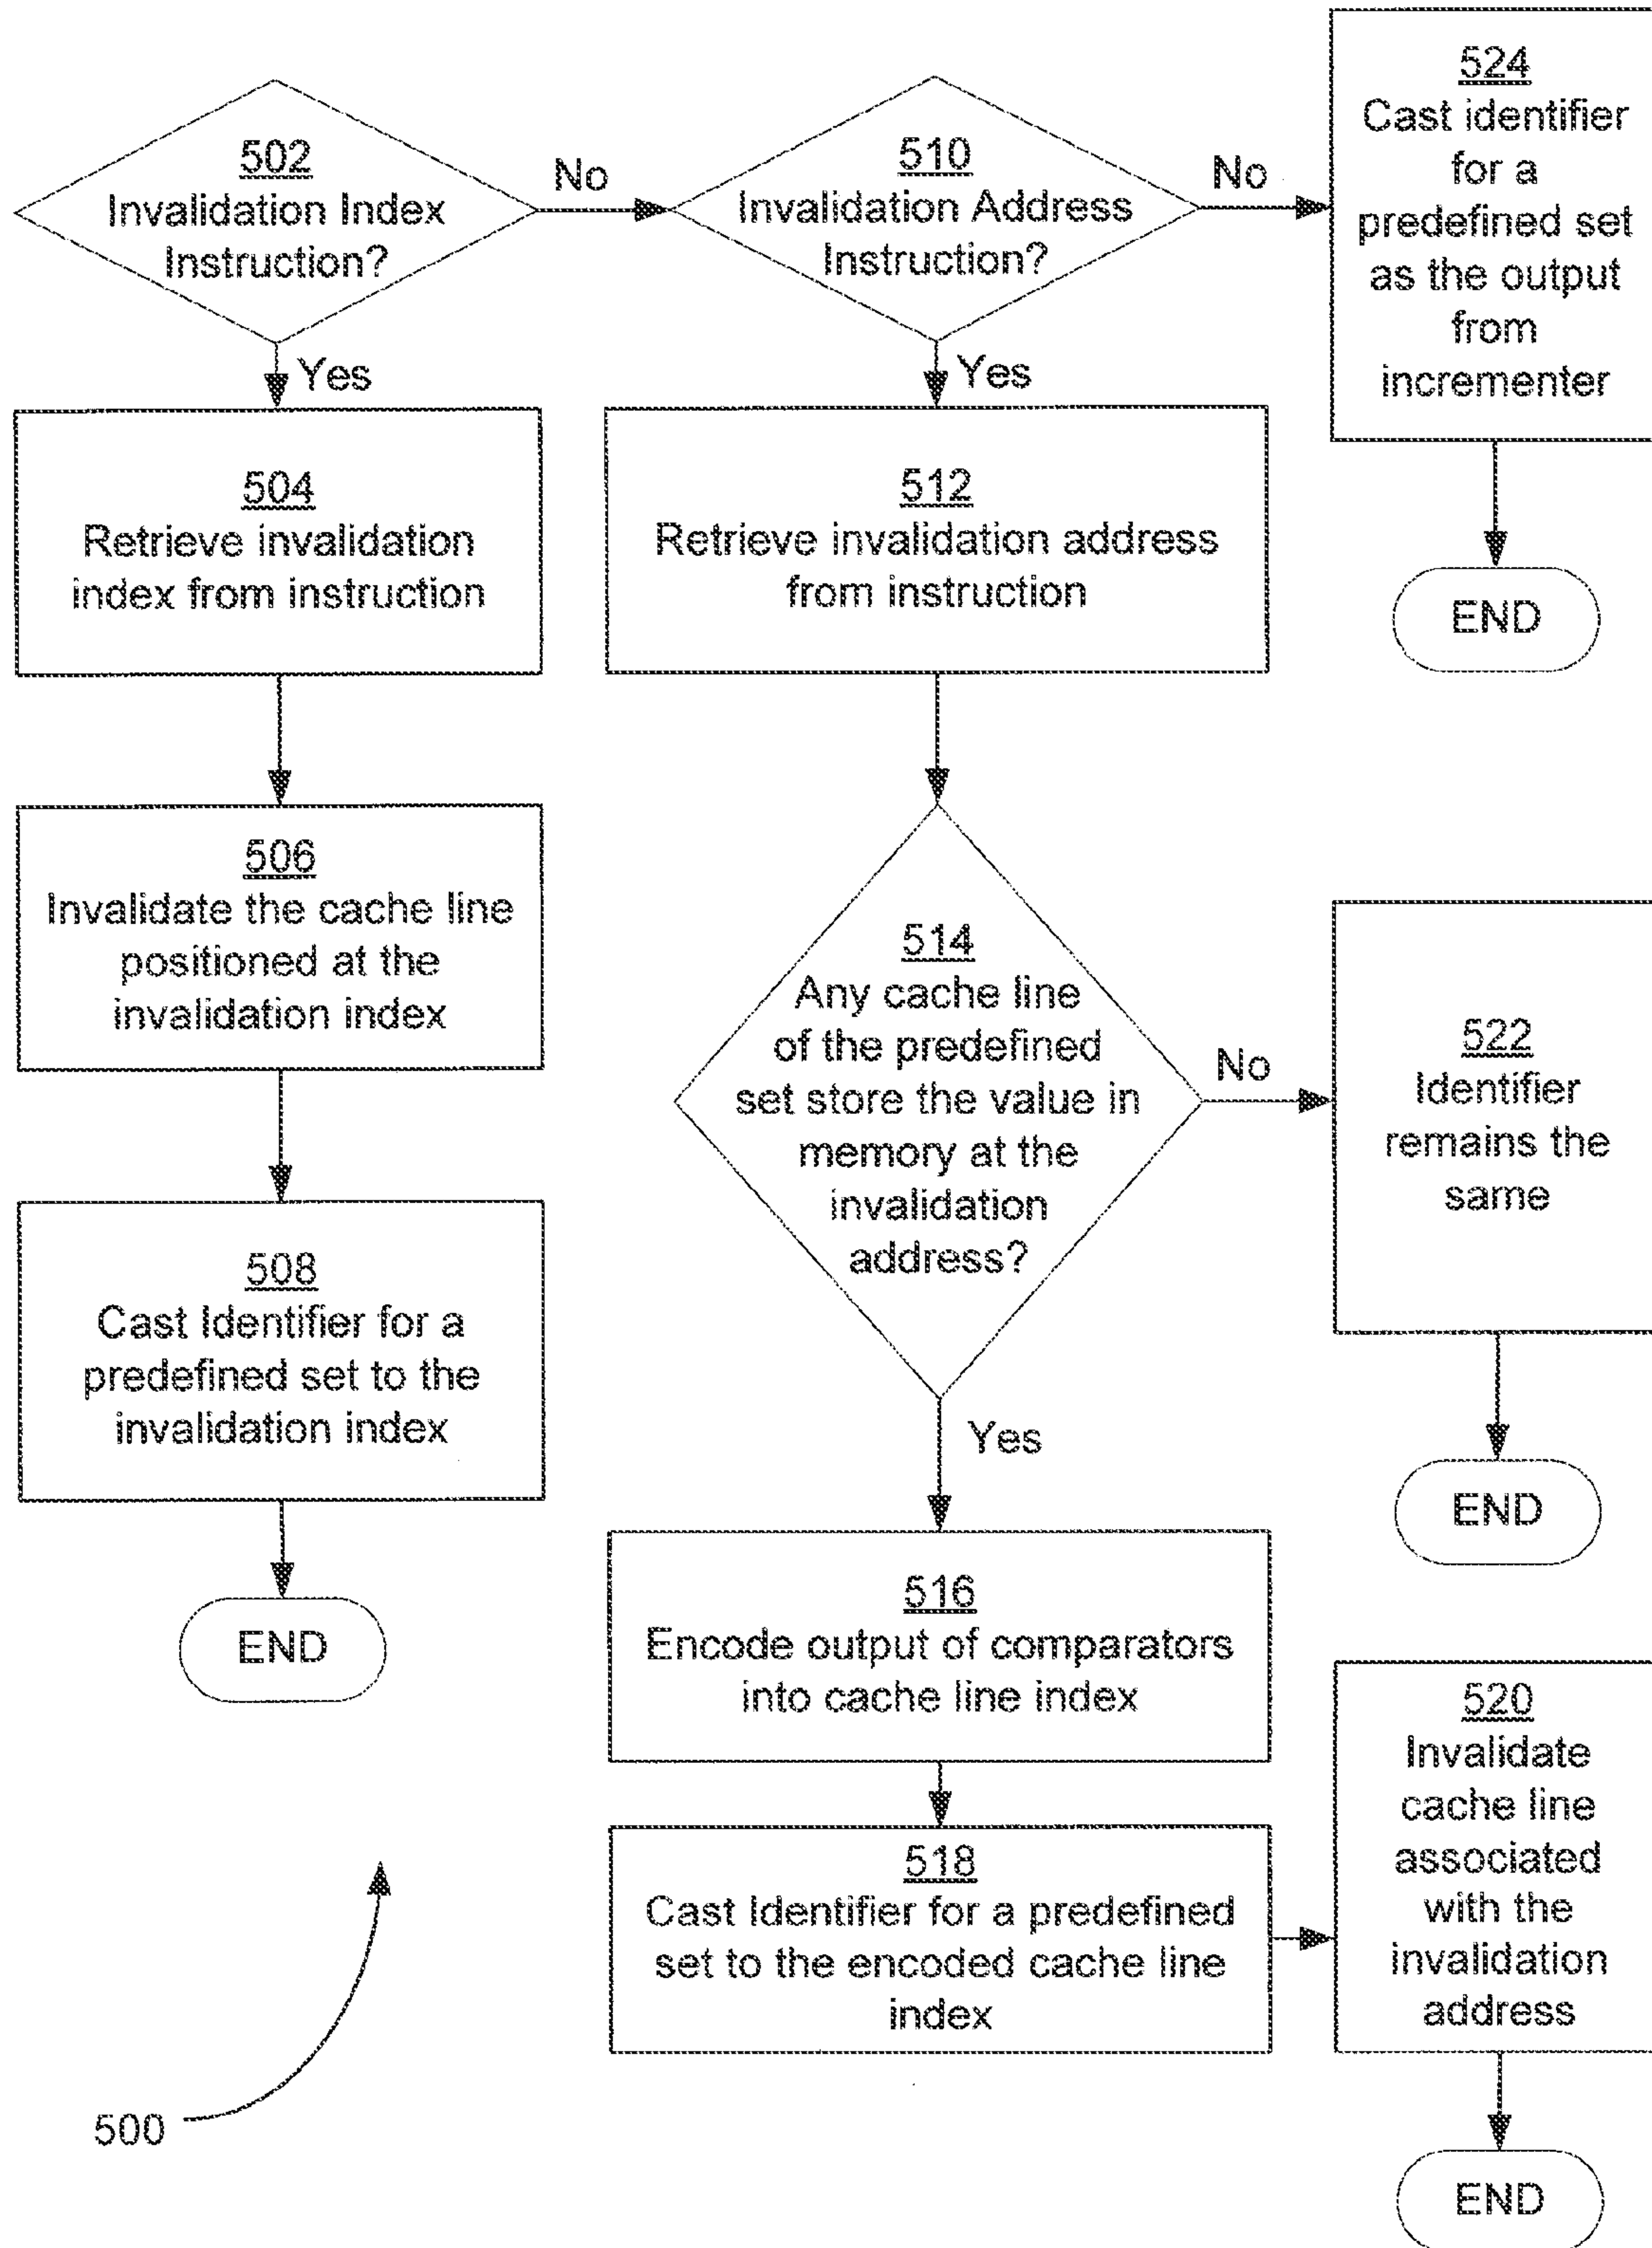 502
Invalidation Index
Instruction?
No
Yes
510
Invalidation Address
Instruction?
No
Yes
524
Cast identifier
for a
predefined set
as the output
from
incrementer
END
504
Retrieve invalidation
index from instruction
512
Retrieve invalidation address
from instruction
506
Invalidate the cache line
positioned at the
invalidation index
514
Any cache line
of the predefined
set store the value in
memory at the
invalidation
address?
No
Yes
522
Identifier
remains the
same
END
508
Cast Identifier for a
predefined set to the
invalidation index
END
516
Encode output of comparators
into cache line index
518
Cast Identifier for a predefined
set to the encoded cache line
index
520
Invalidate
cache line
associated
with the
invalidation
address
END
500